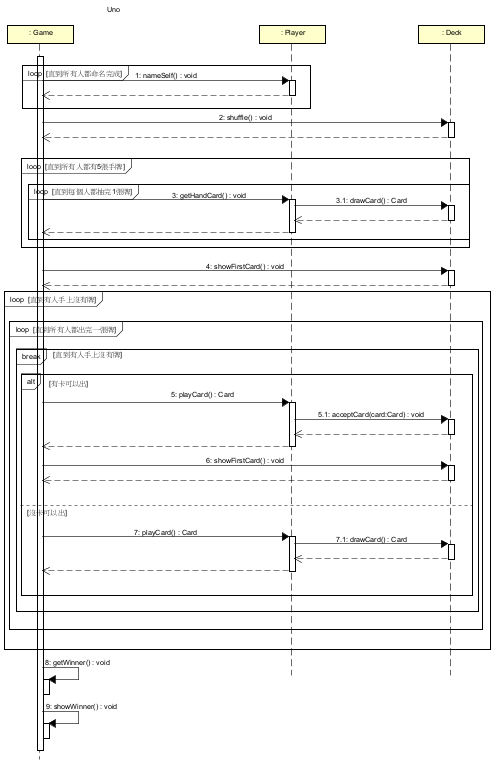 Uno
: Game
: Player
: Deck
loop [直到所有人都命名完成]
1: nameSelf() : void
2: shuffle() : void
loop [直到所有人都有5張手牌]
loop [直到每個人都抽完1張牌]
3: getHandCard() : void
3.1: drawCard() : Card
4: showFirstCard() : void
loop [直到有人手上沒有牌]
loop [直到所有人都出完一張牌]
break [直到有人手上沒有牌]
alt [有卡可以出]
5: playCard() : Card
5.1: acceptCard(card:Card) : void
6: showFirstCard() : void
[沒卡可以出]
7: playCard() : Card
7.1: drawCard() : Card
8: getWinner() : void
9: showWinner() : void